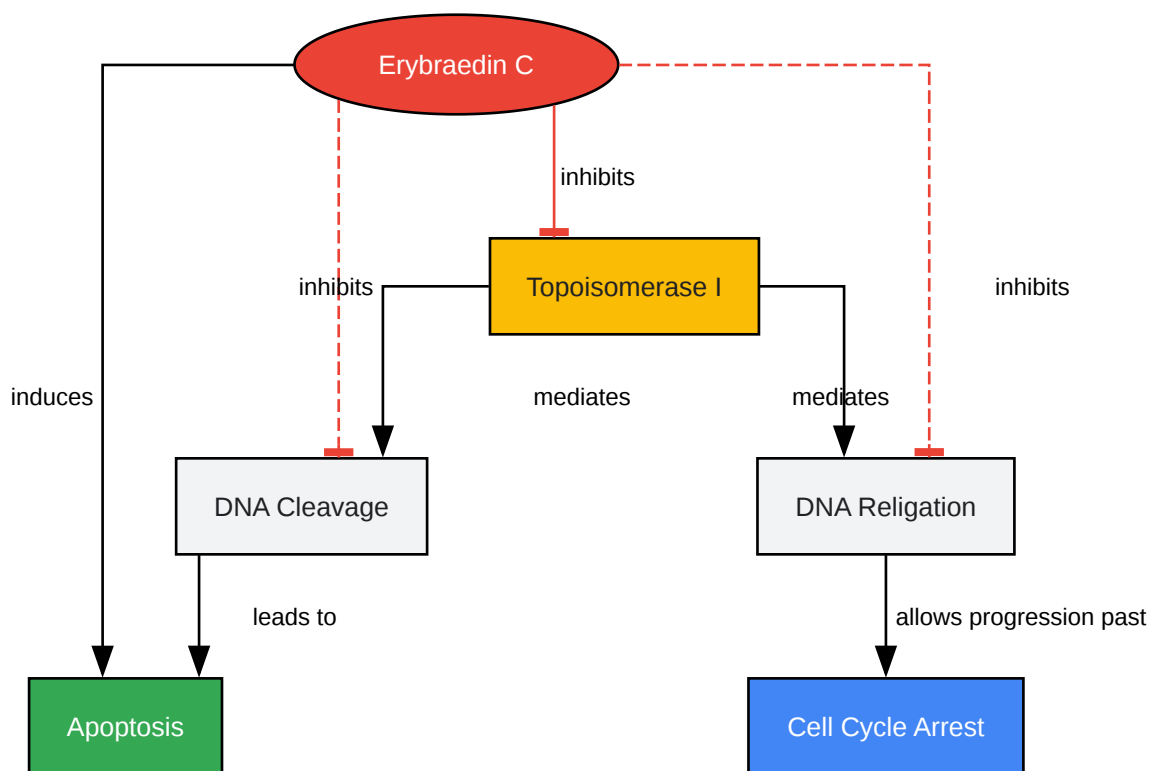 Erybraedin C
inhibits
Topoisomerase I
inhibits
inhibits
induces
mediates
mediates
DNA Cleavage
DNA Religation
leads to
allows progression past
Apoptosis
Cell Cycle Arrest